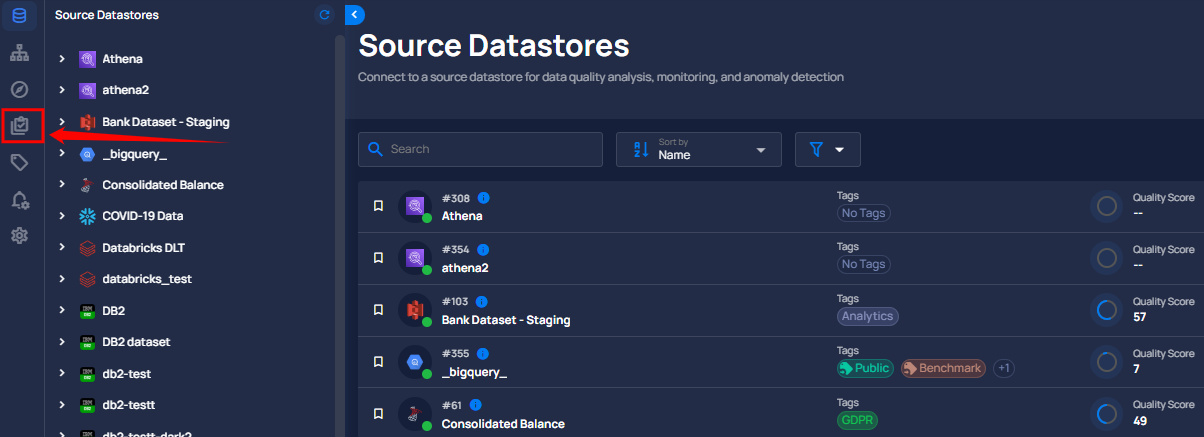 Source Datastores
Athena
athena2
Bank Dataset - Staging
_bigquery_
Consolidated Balance
COVID-19 Data
Databricks DLT
databricks_test
DB2
DB2 dataset
db2-test
db2-testt
db2-testt-dark2
Source Datastores
Connect to a source datastore for data quality analysis, monitoring, and anomaly detection
Search
Sort by
Name
#308
Athena
Tags
No Tags
Quality Score
--
#354
athena2
Tags
No Tags
Quality Score
--
#103
Bank Dataset - Staging
Tags
Analytics
Quality Score
57
#355
_bigquery_
Tags
Public Benchmark +1
Quality Score
7
#61
Consolidated Balance
Tags
GDPR
Quality Score
49